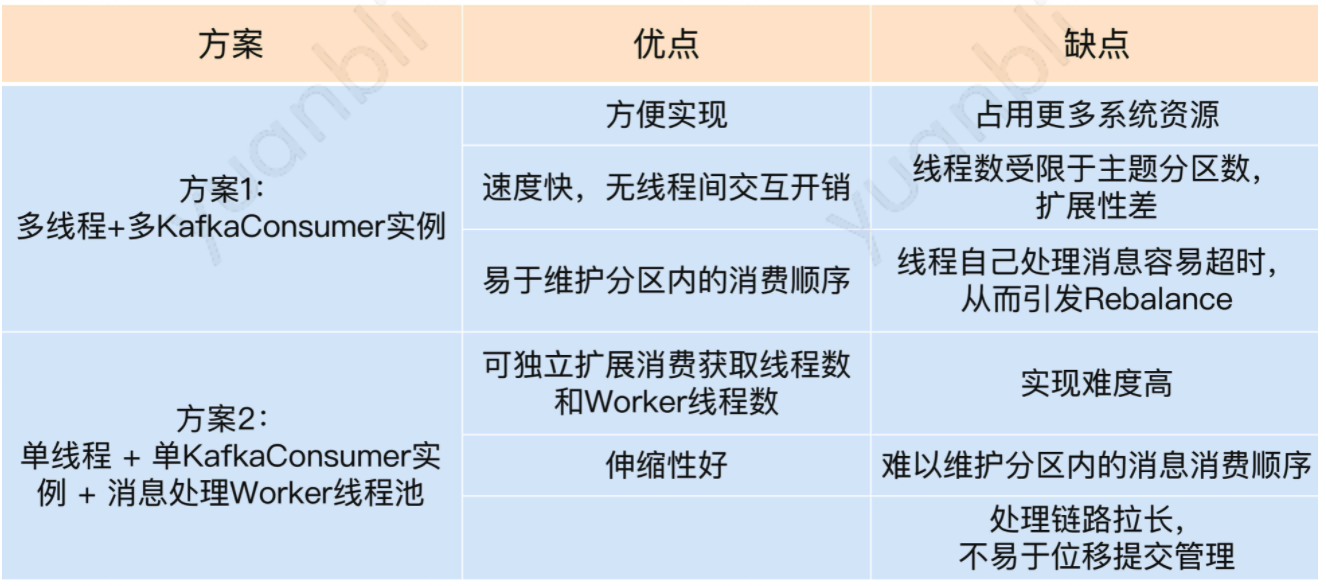 方案 优点 缺点
方案1：
多线程+多KafkaConsumer实例
方便实现
占用更多系统资源
速度快，无线程间交互开销
线程数受限于主题分区数，
扩展性差
易于维护分区内的消费顺序
线程自己处理消息容易超时，
从而引发Rebalance
方案2：
单线程 + 单KafkaConsumer实
例 + 消息处理Worker线程池
可独立扩展消费获取线程数
和Worker线程数
实现难度高
伸缩性好
难以维护分区内的消息消费顺序
处理链路拉长，
不易于位移提交管理
yuanbli
yuanbli